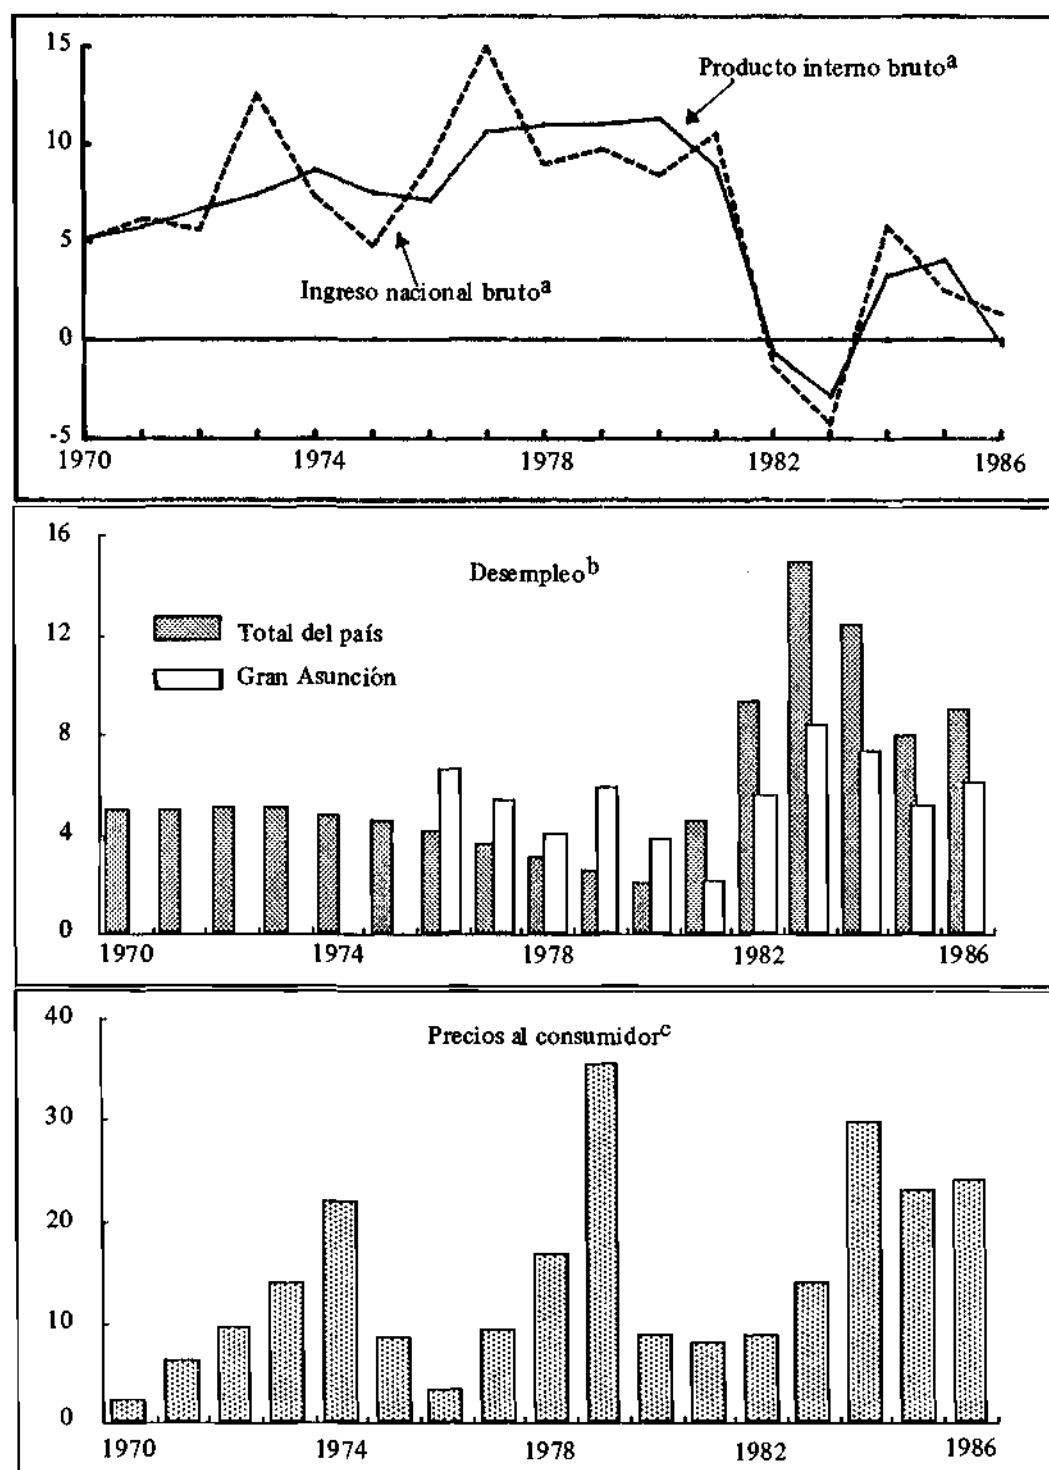 15
Producto interno bruto^a
10
5
Ingreso nacional bruto^a
0
-5
1970 1974 1978 1982 1986
16
Desempleo^b
Total del país
12
Gran Asunción
8
4
0
1970 1974 1978 1982 1986
40
Precios al consumidor^c
30
20
10
0
1970 1974 1978 1982 1986